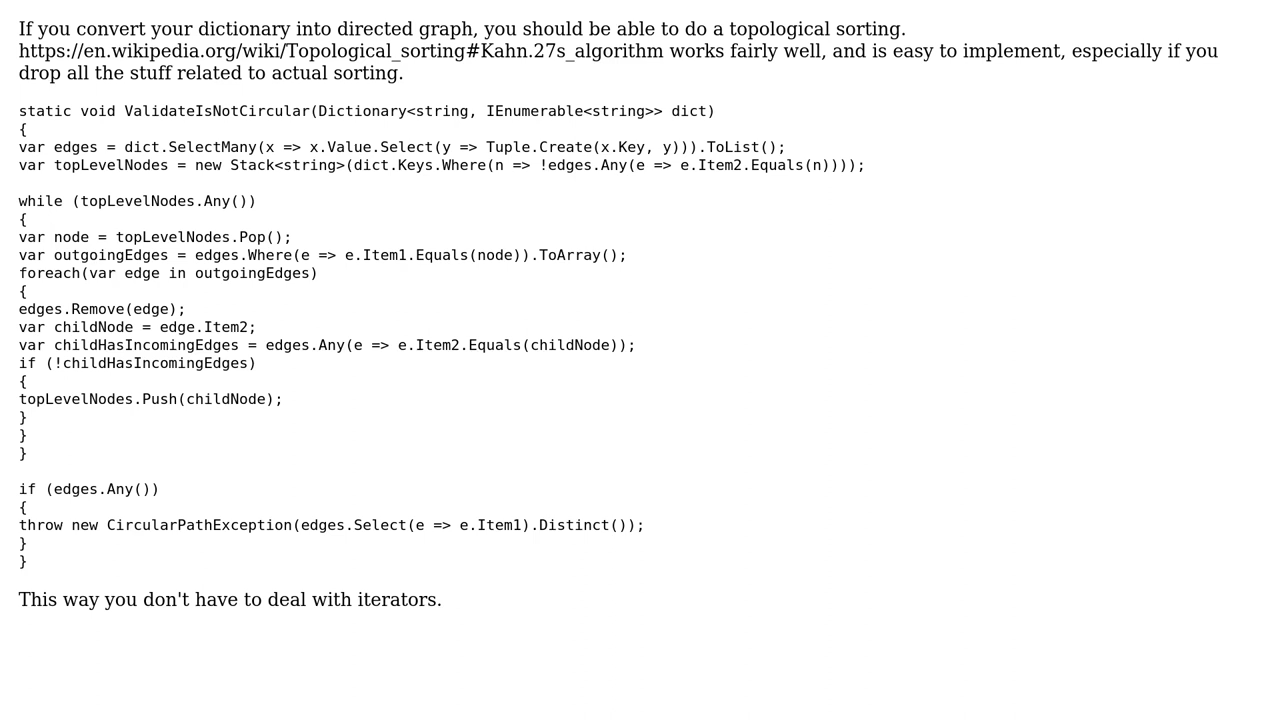 If you convert your dictionary into directed graph, you should be able to do a topological sorting.
https://en.wikipedia.org/wiki/Topological_sorting#Kahn.27s_algorithm works fairly well, and is easy to implement, especially if you
drop all the stuff related to actual sorting.
static void ValidateIsNotCircular(Dictionary<string, IEnumerable<string>> dict)
{
var edges = dict.SelectMany(x => x.Value.Select(y => Tuple.Create(x.Key, y))).ToList();
var topLevelNodes = new Stack<string>(dict.Keys.Where(n => !edges.Any(e => e.Item2.Equals(n))));
while (topLevelNodes.Any())
{
var node = topLevelNodes.Pop();
var outgoingEdges = edges.Where(e => e.Item1.Equals(node)).ToArray();
foreach(var edge in outgoingEdges)
{
edges.Remove(edge);
var childNode = edge.Item2;
var childHasIncomingEdges = edges.Any(e => e.Item2.Equals(childNode));
if (!childHasIncomingEdges)
{
topLevelNodes.Push(childNode);
}
}
}
if (edges.Any())
{
throw new CircularPathException(edges.Select(e => e.Item1).Distinct());
}
}
This way you don't have to deal with iterators.